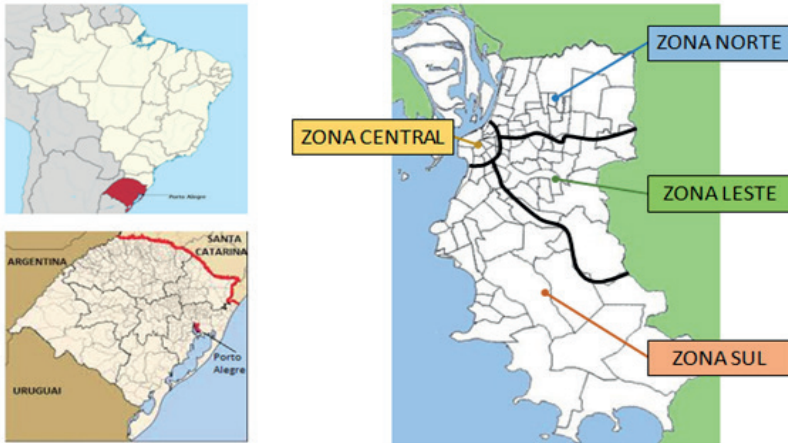 Porto Alegre
ARGENTINA
SANTA
CATARINA
Porto
Alegre
URUGUAI
ZONA NORTE
ZONA CENTRAL
ZONA LESTE
ZONA SUL